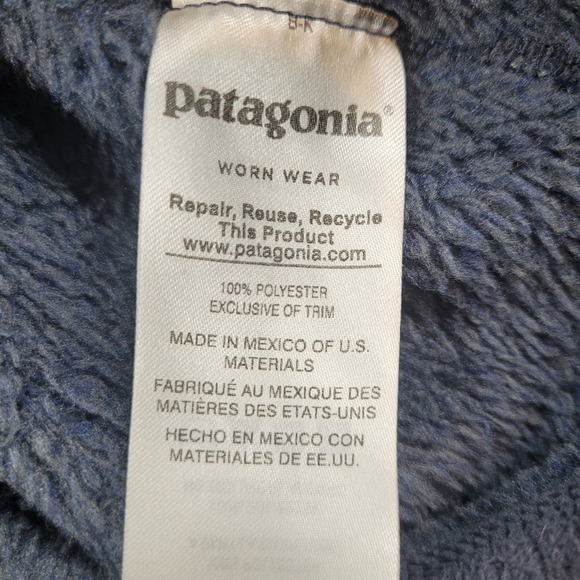 patagonia®
WORN WEAR
Repair, Reuse, Recycle
This Product
www.patagonia.com
100% POLYESTER
EXCLUSIVE OF TRIM
MADE IN MEXICO OF U.S.
MATERIALS
FABRIQUÉ AU MEXIQUE DES
MATIÈRES DES ETATS-UNIS
HECHO EN MEXICO CON
MATERIALES DE EE.UU.